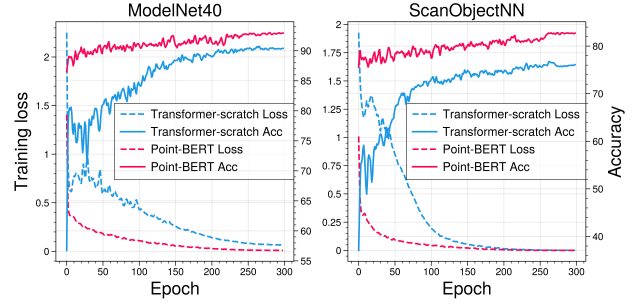 ModelNet40
ScanObjectNN
Training loss
2
1.5
1
0.5
0
90
85
80
75
70
65
60
55
Transformer-scratch Loss
Transformer-scratch Acc
Point-BERT Loss
Point-BERT Acc
0
50
100
150
200
250
300
Epoch
2
1.75
1.5
1.25
1
0.75
0.5
0.25
0
80
70
60
50
40
Transformer-scratch Loss
Transformer-scratch Acc
Point-BERT Loss
Point-BERT Acc
0
50
100
150
200
250
300
Epoch
Accuracy